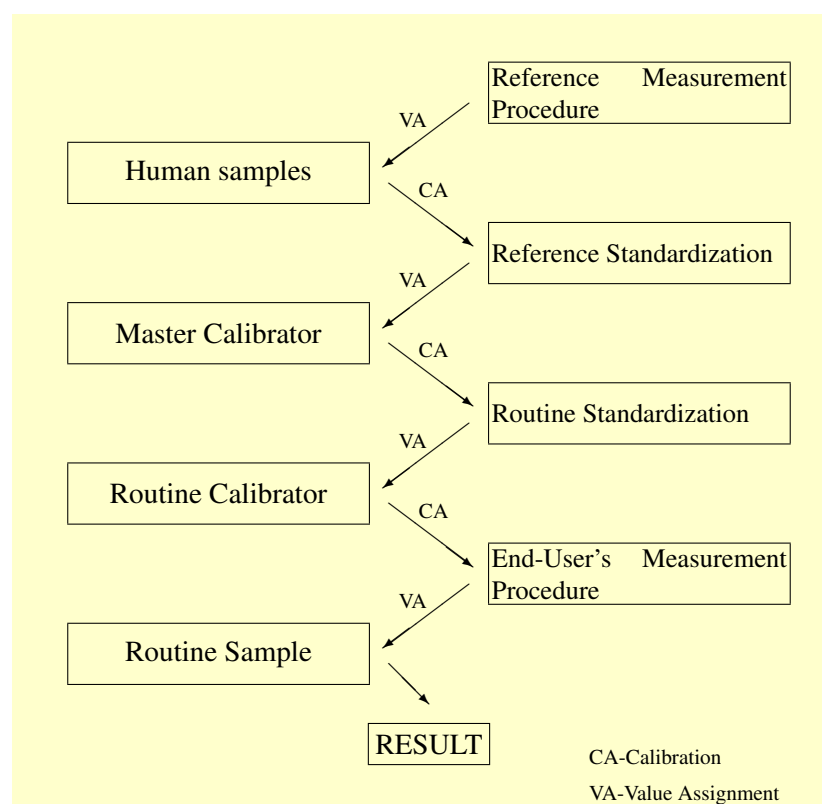 Reference Measurement
Procedure
VA
Human samples
CA
Reference Standardization
VA
Master Calibrator
CA
Routine Standardization
VA
Routine Calibrator
CA
End-User's Measurement
Procedure
VA
Routine Sample
RESULT
CA-Calibration
VA-Value Assignment